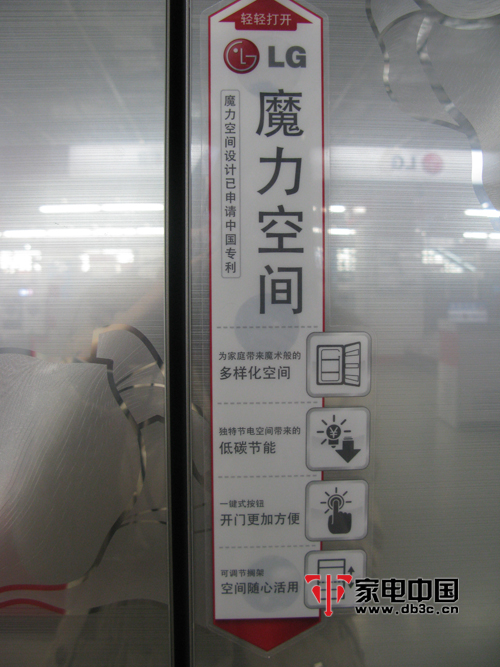 轻轻打开
LG
魔力空间
魔力空间设计已申请中国专利
为家庭带来魔术般的
多样化空间
独特节电空间带来的
低碳节能
一键式按钮
开门更加方便
可调节搁架
空间随心活用
家电中国
www.db3c.cn
LG